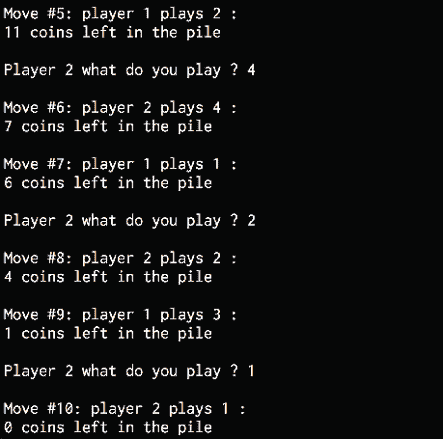 Move #5: player 1 plays 2 :
11 coins left in the pile
Player 2 what do you play ? 4
Move #6: player 2 plays 4 :
7 coins left in the pile
Move #7: player 1 plays 1 :
6 coins left in the pile
Player 2 what do you play ? 2
Move #8: player 2 plays 2 :
4 coins left in the pile
Move #9: player 1 plays 3 :
1 coins left in the pile
Player 2 what do you play ? 1
Move #10: player 2 plays 1 :
0 coins left in the pile